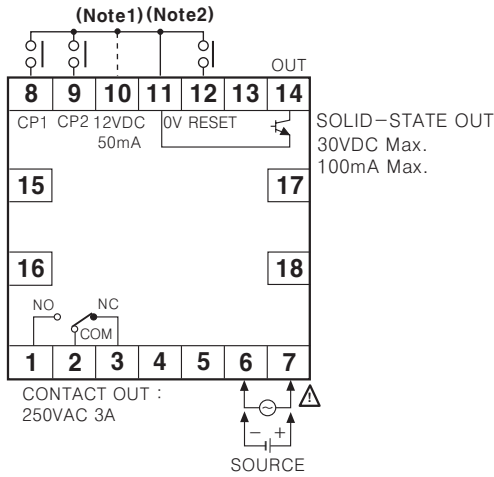 (Note1) (Note2)
OUT
8 9 10 11 12 13 14
CP1 CP2 12VDC 0V RESET
50mA
SOLID-STATE OUT
30VDC Max.
100mA Max.
15 17
16 18
NO NC
COM
1 2 3 4 5 6 7
CONTACT OUT :
250VAC 3A
SOURCE